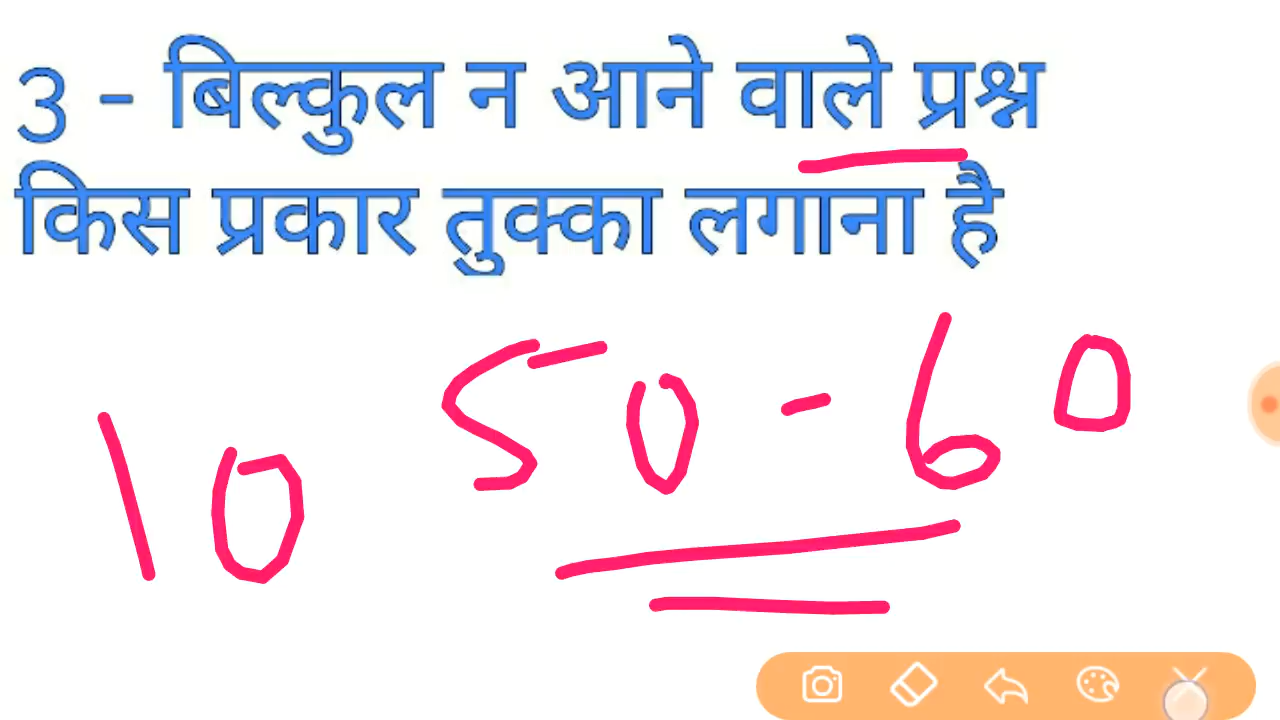 3 - बिल्कुल न आने वाले प्रश्न
किस प्रकार तुक्का लगाना है
10 50-60